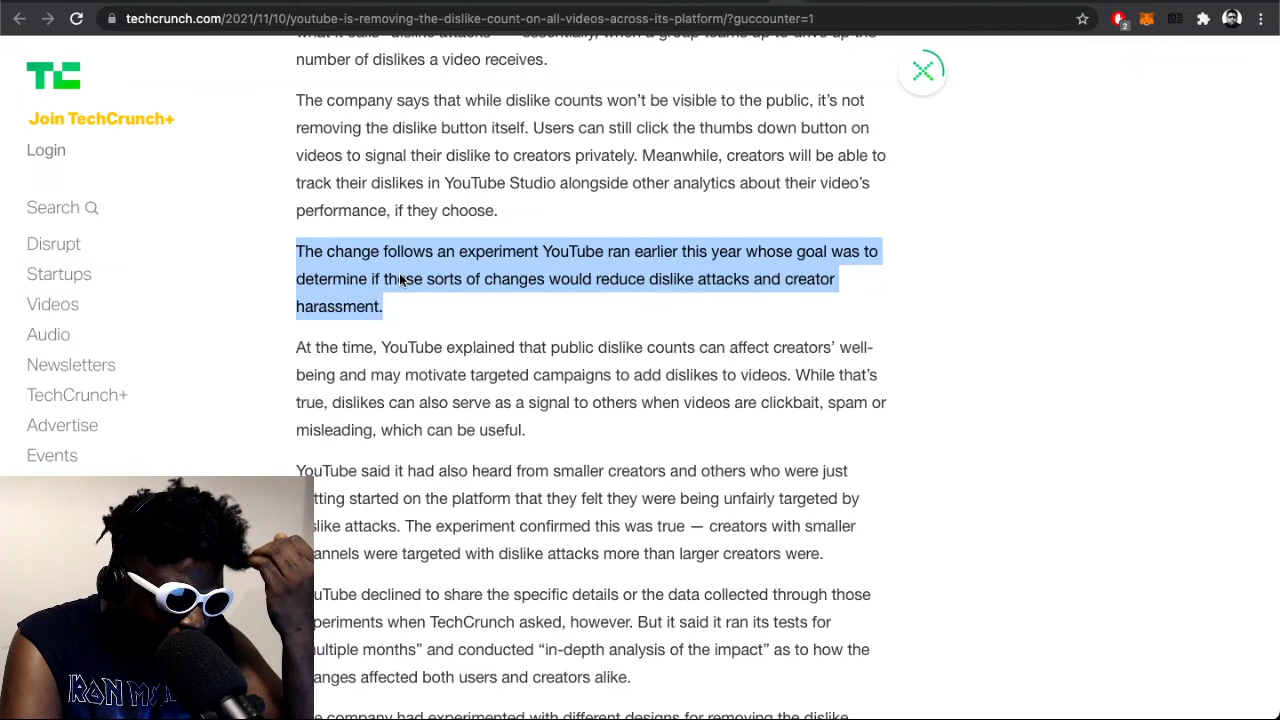 techcrunch.com/2021/11/10/youtube-is-removing-the-dislike-count-on-all-videos-across-its-platform/?guccounter=1
2
TC
Join TechCrunch+
Login
Search
Disrupt
Startups
Videos
Audio
Newsletters
TechCrunch+
Advertise
Events
number of dislikes a video receives.
The company says that while dislike counts won’t be visible to the public, it’s not
removing the dislike button itself. Users can still click the thumbs down button on
videos to signal their dislike to creators privately. Meanwhile, creators will be able to
track their dislikes in YouTube Studio alongside other analytics about their video’s
performance, if they choose.
The change follows an experiment YouTube ran earlier this year whose goal was to
determine if these sorts of changes would reduce dislike attacks and creator
harassment.
At the time, YouTube explained that public dislike counts can affect creators’ well-
being and may motivate targeted campaigns to add dislikes to videos. While that’s
true, dislikes can also serve as a signal to others when videos are clickbait, spam or
misleading, which can be useful.
YouTube said it had also heard from smaller creators and others who were just
tting started on the platform that they felt they were being unfairly targeted by
slike attacks. The experiment confirmed this was true — creators with smaller
annels were targeted with dislike attacks more than larger creators were.
uTube declined to share the specific details or the data collected through those
periments when TechCrunch asked, however. But it said it ran its tests for
ultiple months” and conducted “in-depth analysis of the impact” as to how the
anges affected both users and creators alike.
e company had experimented with different designs for removing the dislike
IRON MAI